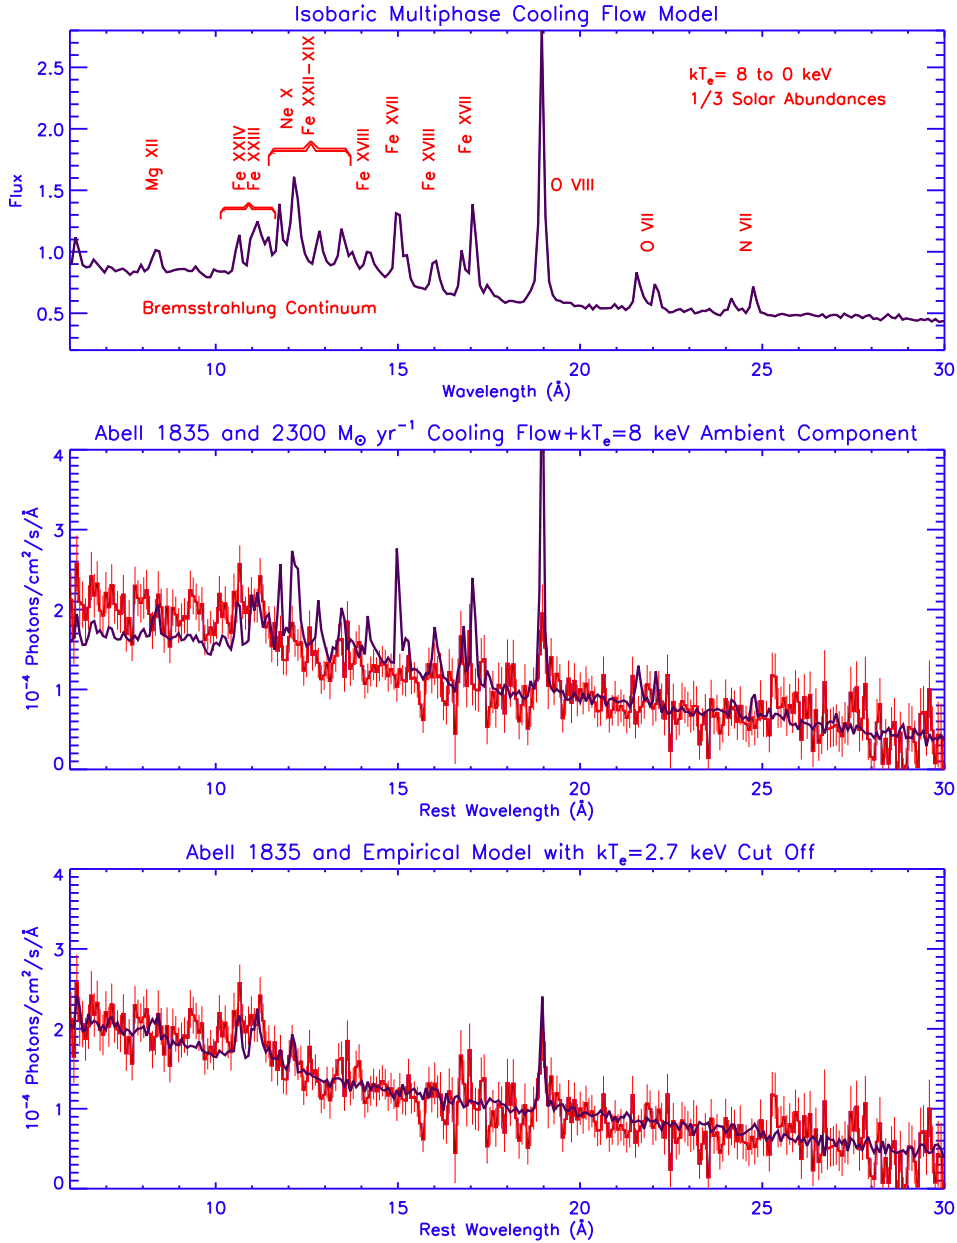 Isobaric Multiphase Cooling Flow Model
kTe= 8 to 0 keV
1/3 Solar Abundances
Mg XII
Fe XXIV
Fe XXIII
Ne X
Fe XXII-XIX
Fe XVIII
Fe XVII
Fe XVIII
Fe XVII
O VIII
O VII
N VII
Bremsstrahlung Continuum
Flux
2.5
2.0
1.5
1.0
0.5
10 15 20 25 30
Wavelength (Å)
Abell 1835 and 2300 M⊙ yr⁻¹ Cooling Flow+kTe=8 keV Ambient Component
10⁻⁴ Photons/cm²/s/Å
4
3
2
1
0
10 15 20 25 30
Rest Wavelength (Å)
Abell 1835 and Empirical Model with kTe=2.7 keV Cut Off
10⁻⁴ Photons/cm²/s/Å
4
3
2
1
0
10 15 20 25 30
Rest Wavelength (Å)